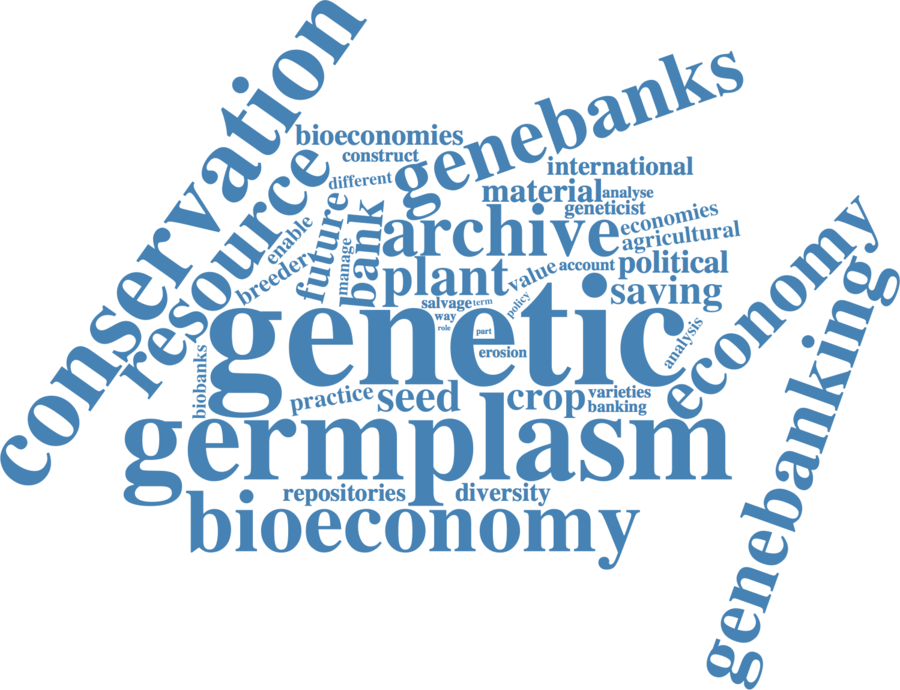 conservation
bioeconomies
genebanks
construct
resource
different
international
material
analyse
geneticist
enable
future
manage
bank
archive
economies
agricultural
breeder
plant
value
account
political
economy
saving
salvage
term
policy
way
role
part
genetic
erosion
analysis
genebanking
biobanks
practice
seed
crop
varieties
banking
germplasm
repositories
diversity
bioeconomy